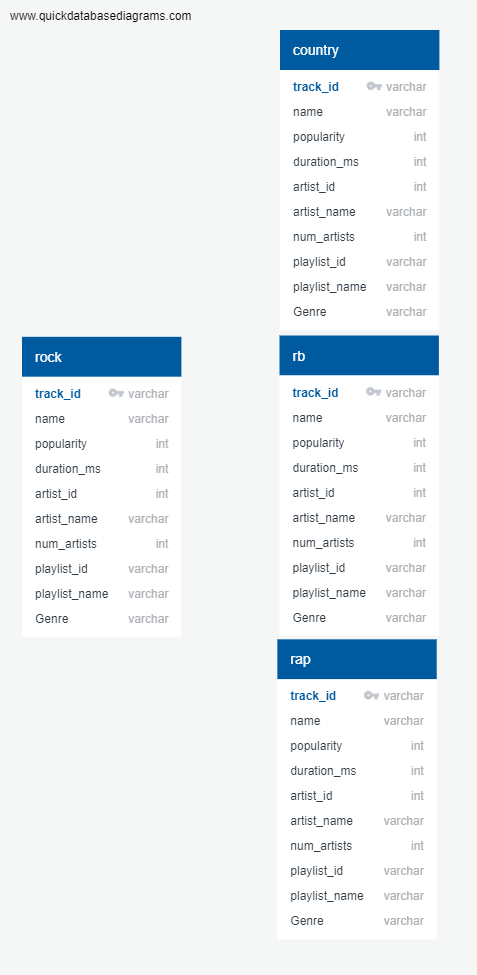 www.quickdatabasediagrams.com
country
track_id varchar
name varchar
popularity int
duration_ms int
artist_id int
artist_name varchar
num_artists int
playlist_id varchar
playlist_name varchar
Genre varchar
rock
track_id varchar
name varchar
popularity int
duration_ms int
artist_id int
artist_name varchar
num_artists int
playlist_id varchar
playlist_name varchar
Genre varchar
rb
track_id varchar
name varchar
popularity int
duration_ms int
artist_id int
artist_name varchar
num_artists int
playlist_id varchar
playlist_name varchar
Genre varchar
rap
track_id varchar
name varchar
popularity int
duration_ms int
artist_id int
artist_name varchar
num_artists int
playlist_id varchar
playlist_name varchar
Genre varchar